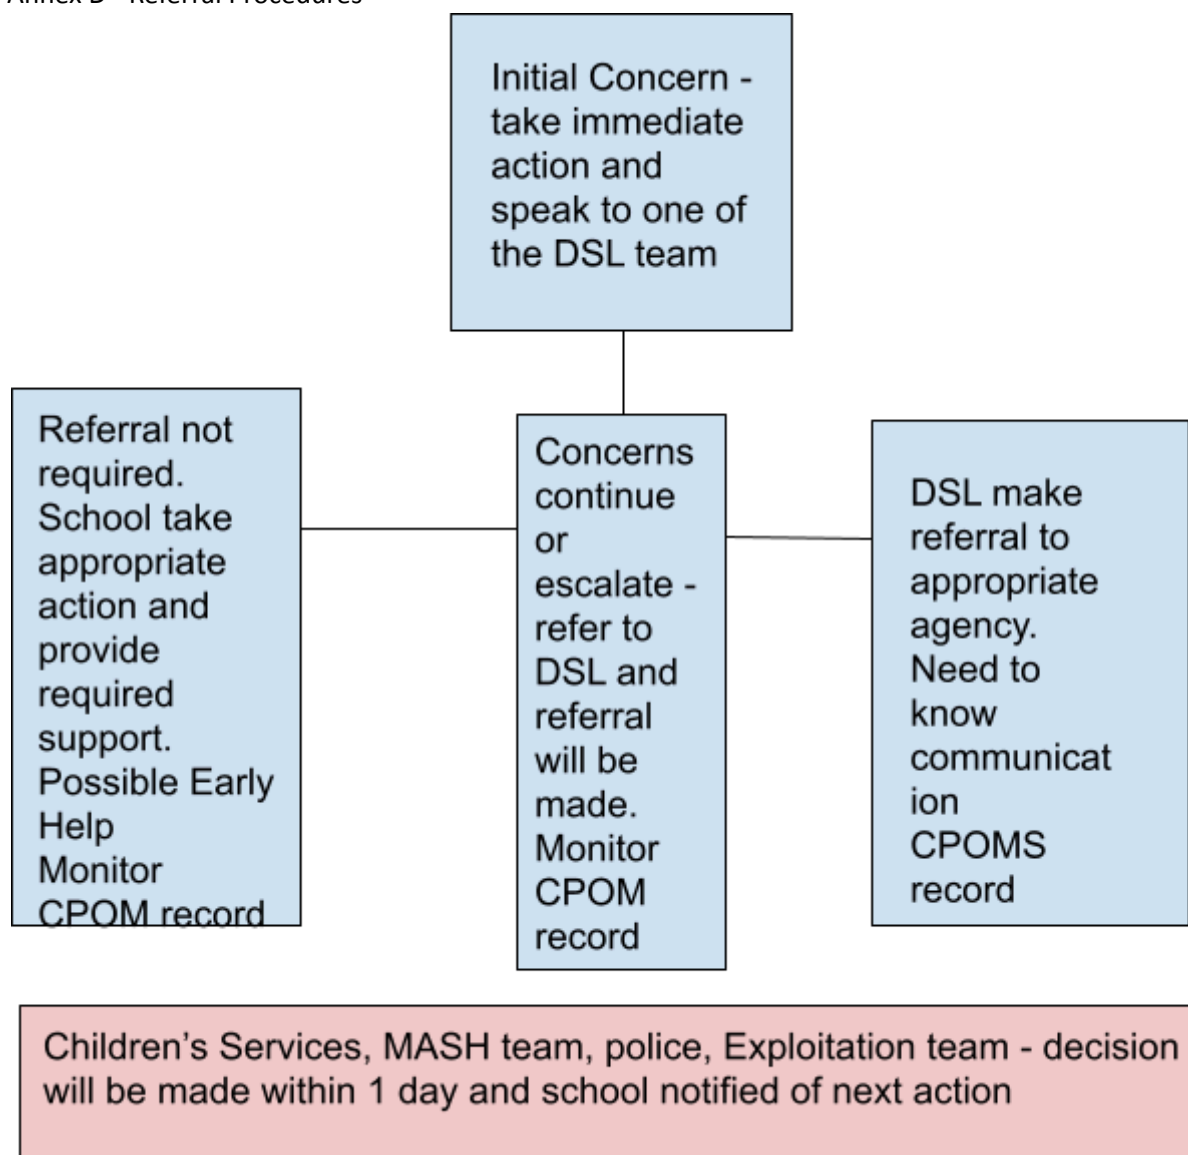 Annex D - Referral Procedures
Initial Concern -
take immediate
action and
speak to one of
the DSL team
Referral not
required.
School take
appropriate
action and
provide
required
support.
Possible Early
Help
Monitor
CPOM record
Concerns
continue
or
escalate -
refer to
DSL and
referral
will be
made.
Monitor
CPOM
record
DSL make
referral to
appropriate
agency.
Need to
know
communicat
ion
CPOMS
record
Children’s Services, MASH team, police, Exploitation team - decision
will be made within 1 day and school notified of next action